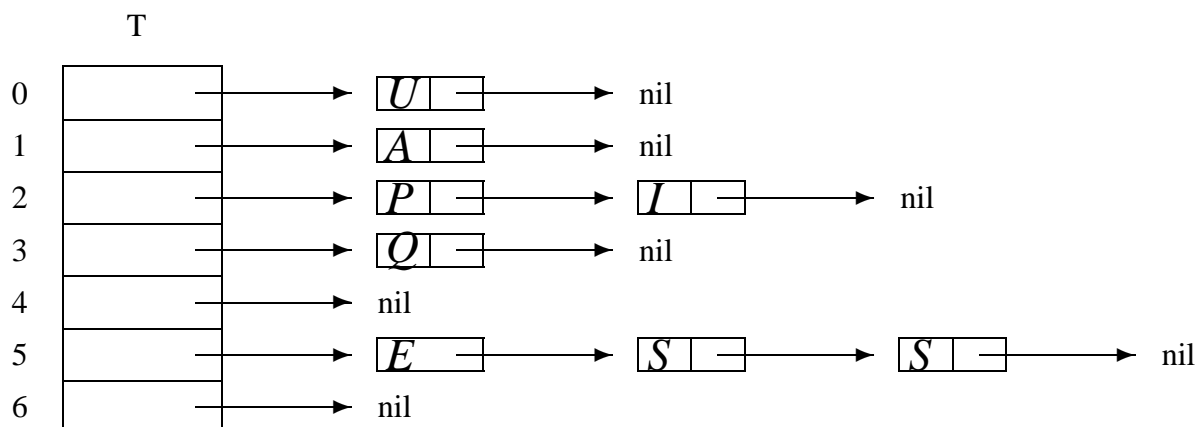 T
0 U nil
1 A nil
2 P I nil
3 Q nil
4 nil
5 E S S nil
6 nil